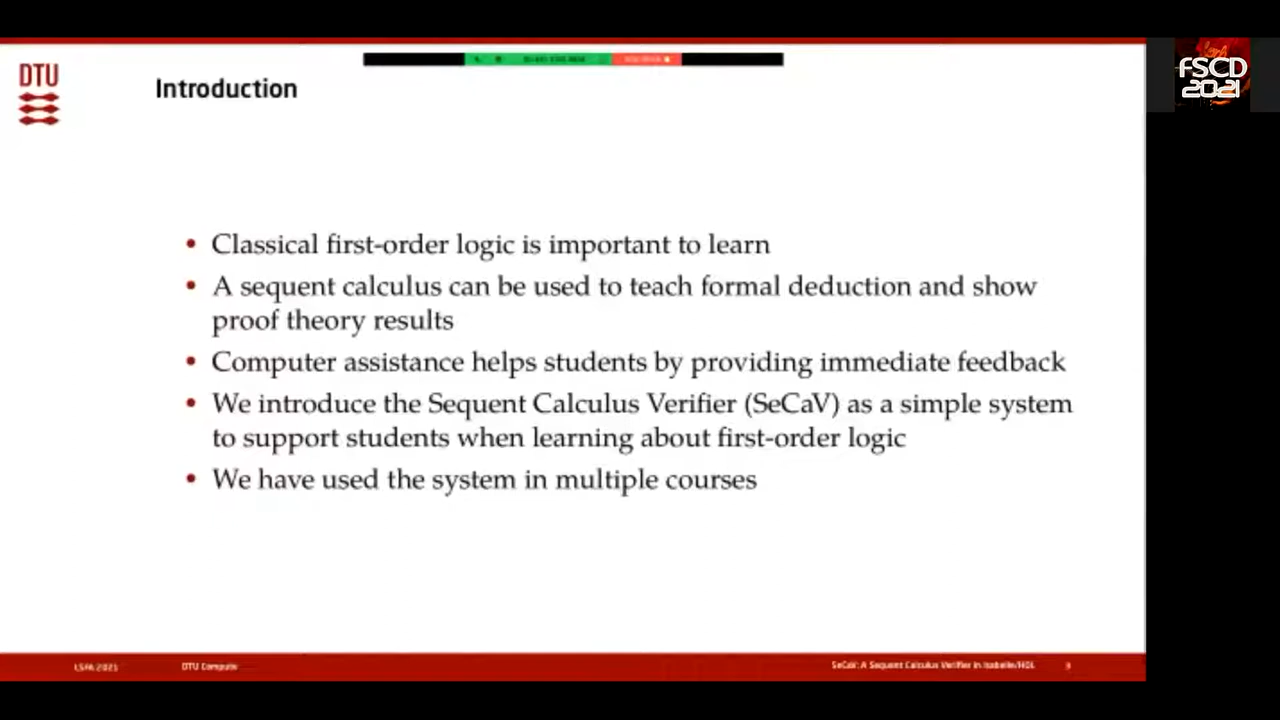 DTU
Introduction
FSCD
2021
• Classical first-order logic is important to learn
• A sequent calculus can be used to teach formal deduction and show
proof theory results
• Computer assistance helps students by providing immediate feedback
• We introduce the Sequent Calculus Verifier (SeCaV) as a simple system
to support students when learning about first-order logic
• We have used the system in multiple courses
LSFA 2021
DTU Compute
SeCaV: A Sequent Calculus Verifier in Isabelle/HOL
3